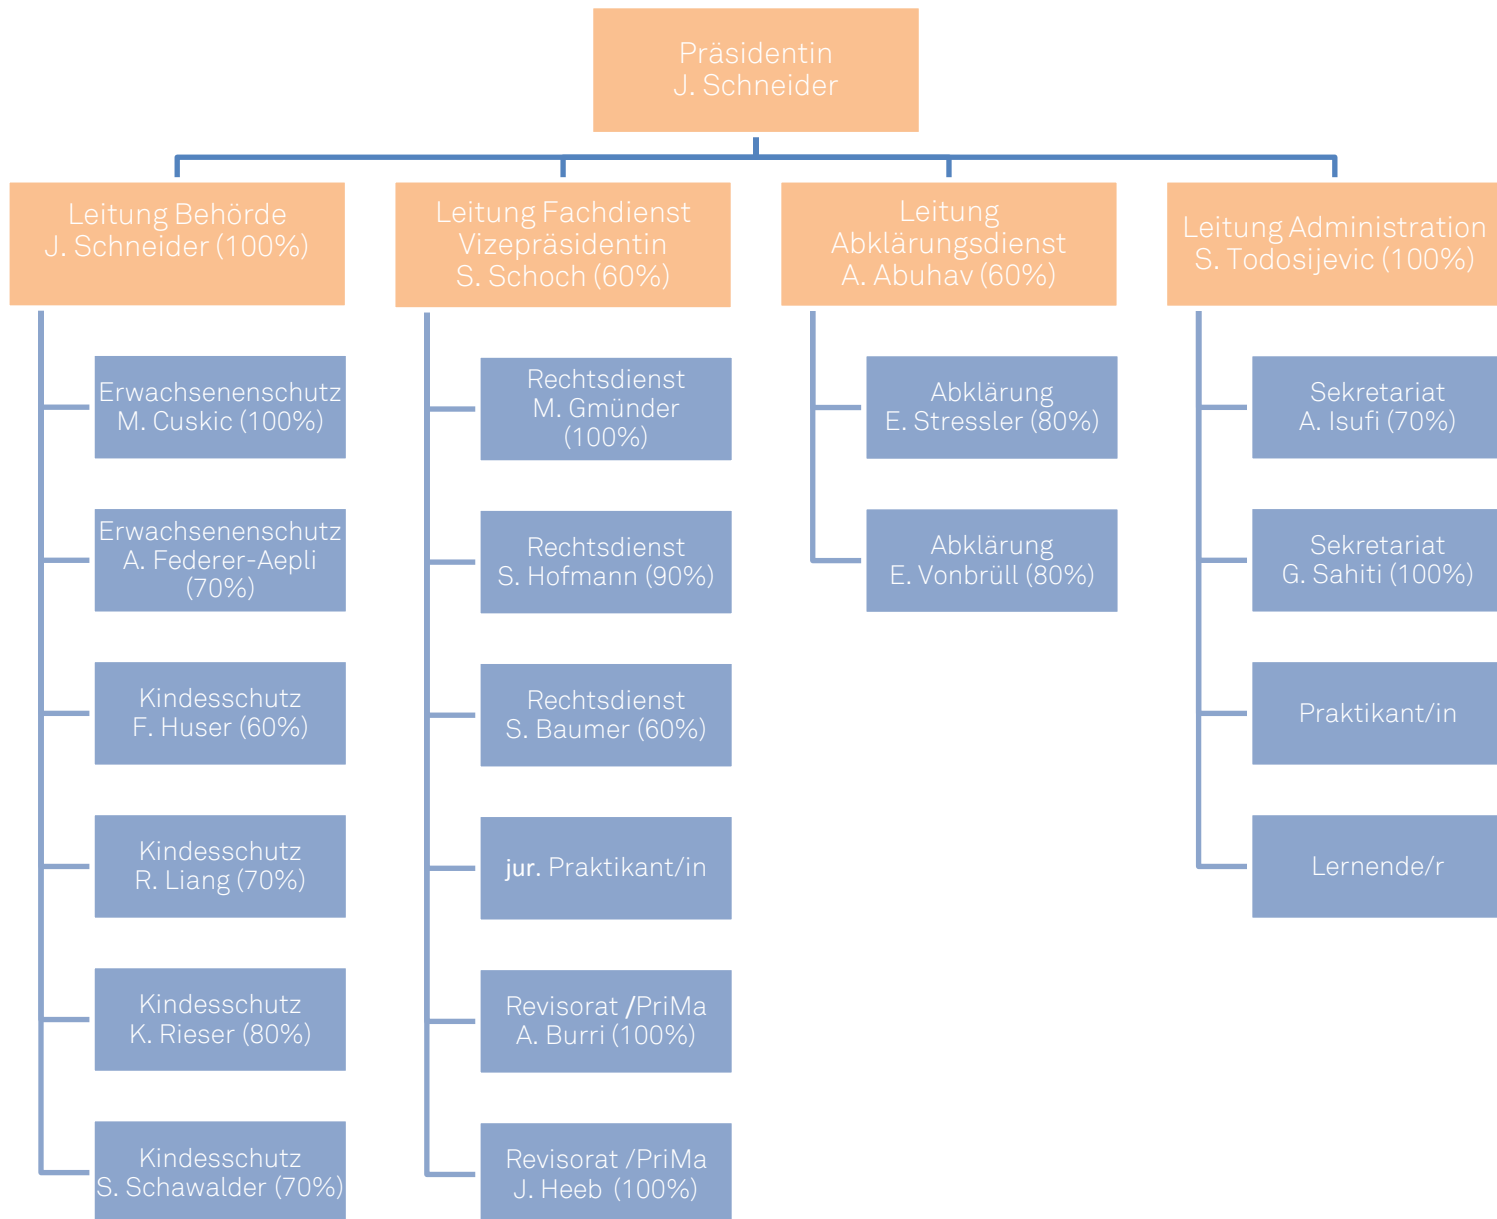 Präsidentin
J. Schneider
Leitung Behörde
J. Schneider (100%)
Erwachsenenschutz
M. Cuskic (100%)
Erwachsenenschutz
A. Federer-Aepli
(70%)
Kindesschutz
F. Huser (60%)
Kindesschutz
R. Liang (70%)
Kindesschutz
K. Rieser (80%)
Kindesschutz
S. Schawalder (70%)
Leitung Fachdienst
Vizepräsidentin
S. Schoch (60%)
Rechtsdienst
M. Gmünder
(100%)
Rechtsdienst
S. Hofmann (90%)
Rechtsdienst
S. Baumer (60%)
jur. Praktikant/in
Revisorat /PriMa
A. Burri (100%)
Revisorat /PriMa
J. Heeb (100%)
Leitung
Abklärungsdienst
A. Abuhav (60%)
Abklärung
E. Stressler (80%)
Abklärung
E. Vonbrüll (80%)
Leitung Administration
S. Todosijevic (100%)
Sekretariat
A. Isufi (70%)
Sekretariat
G. Sahiti (100%)
Praktikant/in
Lernende/r